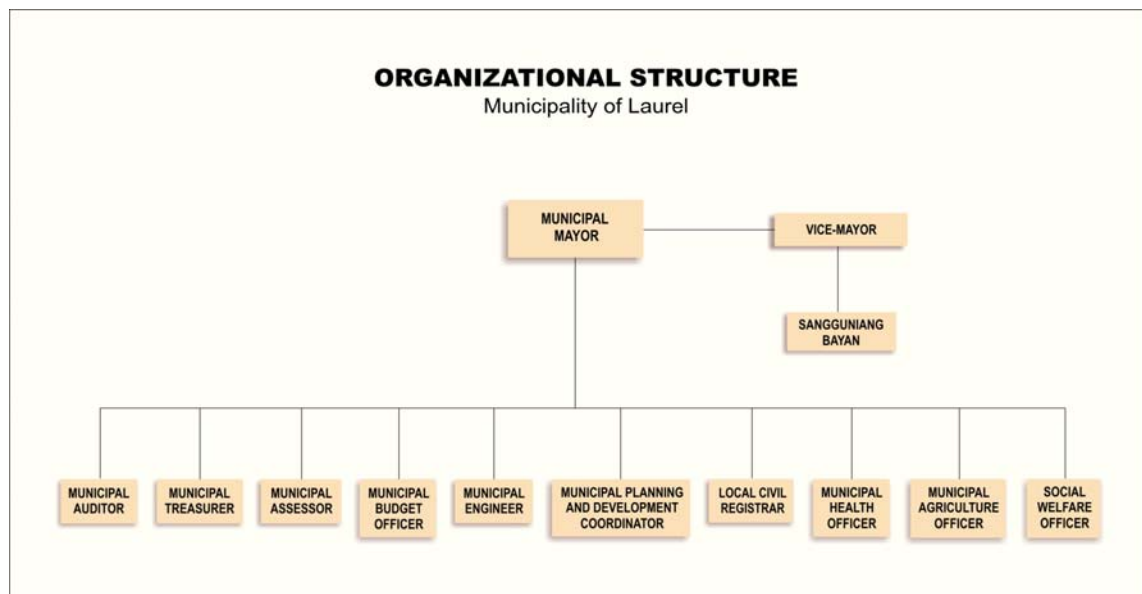 ORGANIZATIONAL STRUCTURE
Municipality of Laurel
MUNICIPAL
MAYOR
VICE-MAYOR
SANGGUNIANG
BAYAN
MUNICIPAL
AUDITOR
MUNICIPAL
TREASURER
MUNICIPAL
ASSESSOR
MUNICIPAL
BUDGET
OFFICER
MUNICIPAL
ENGINEER
MUNICIPAL PLANNING
AND DEVELOPMENT
COORDINATOR
LOCAL CIVIL
REGISTRAR
MUNICIPAL
HEALTH
OFFICER
MUNICIPAL
AGRICULTURE
OFFICER
SOCIAL
WELFARE
OFFICER